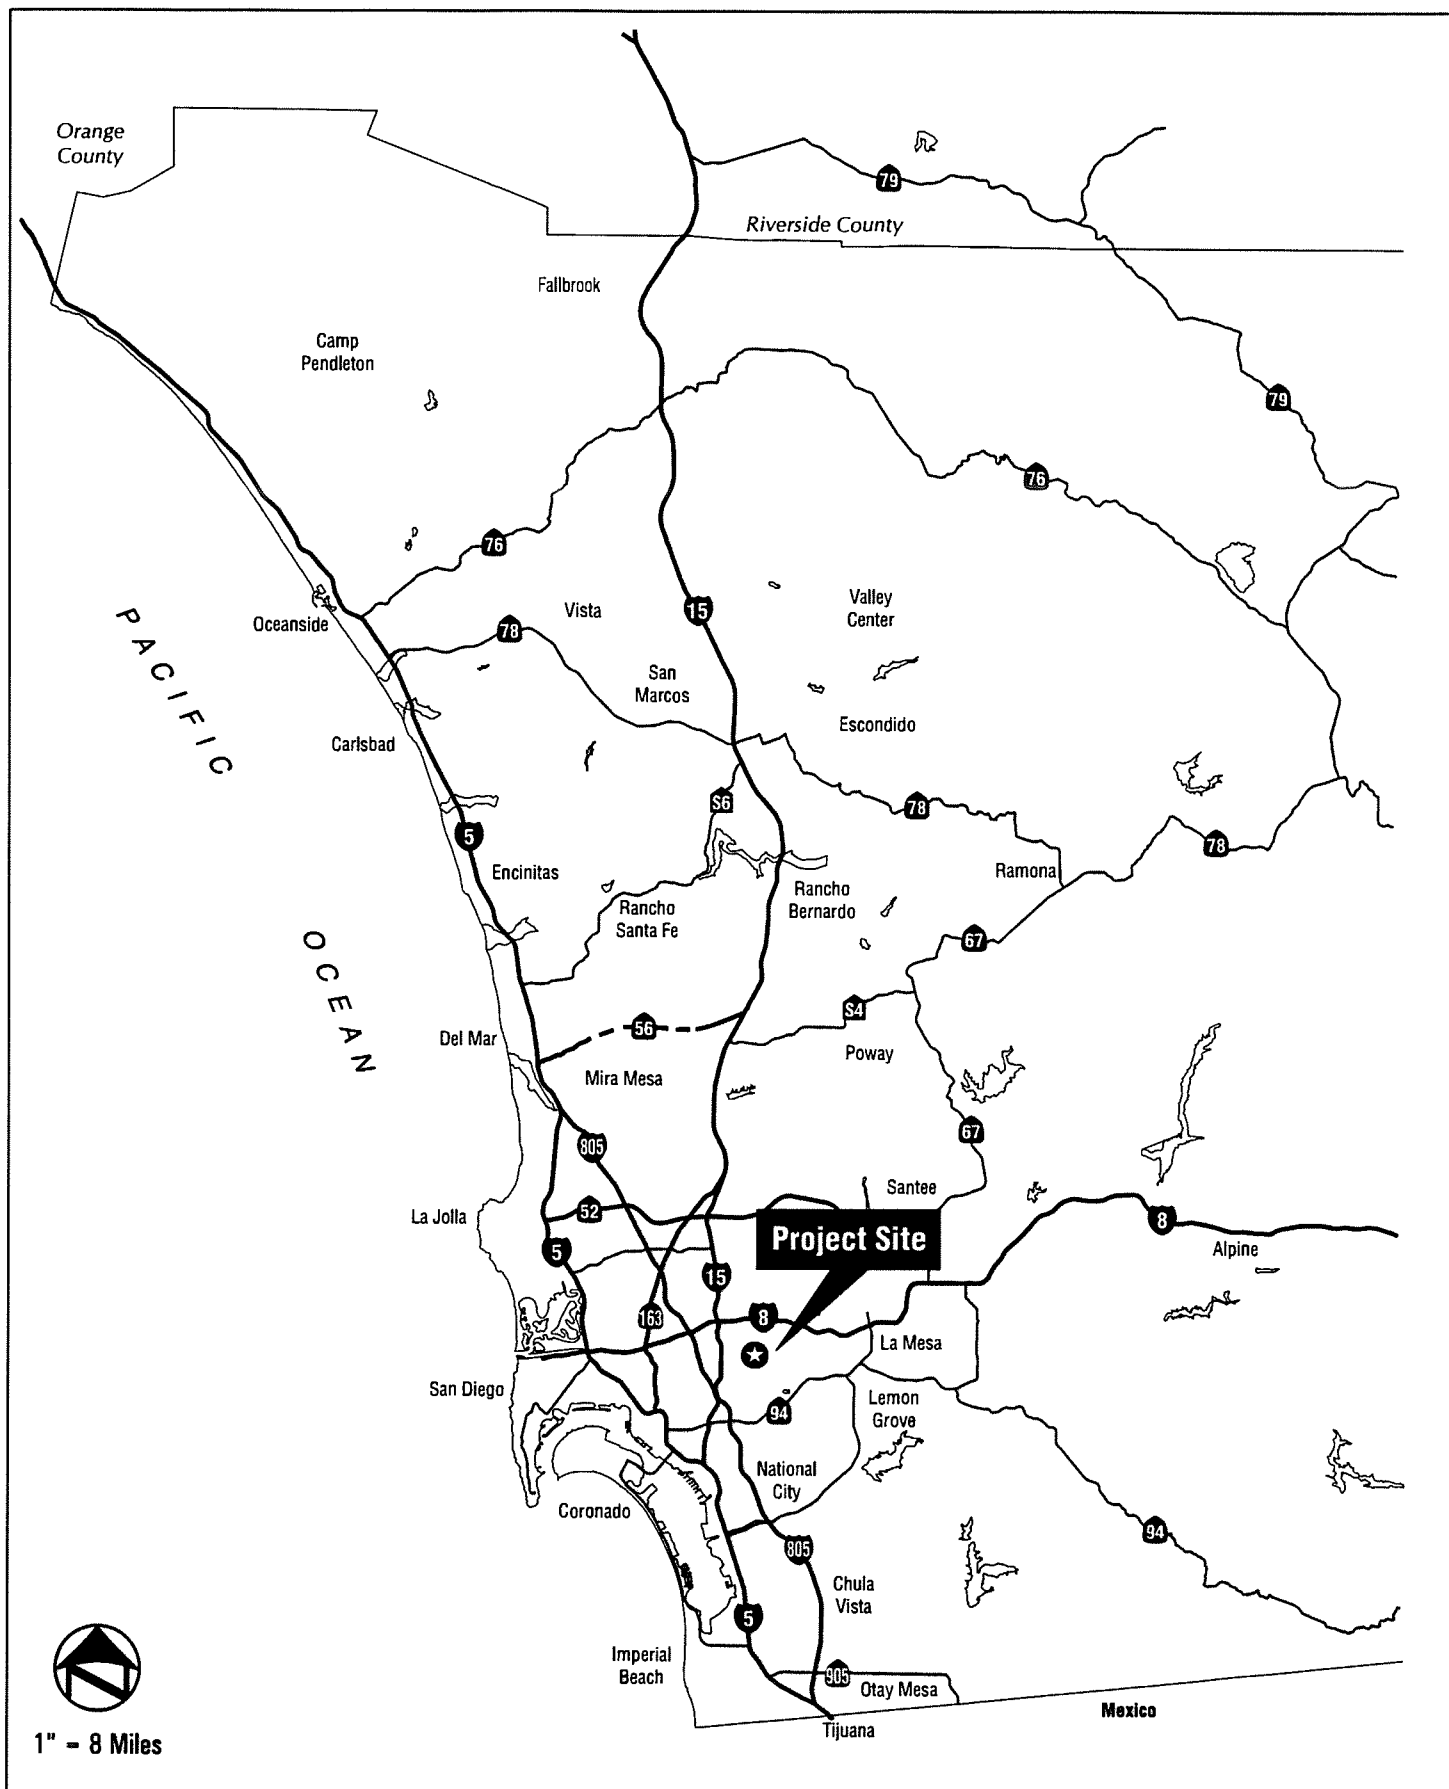 Orange
County
79
Riverside County
Fallbrook
Camp
Pendleton
79
76
76
Oceanside
Vista
15
Valley
Center
78
San
Marcos
Escondido
Carlsbad
S6
78
5
78
Encinitas
Ramona
Rancho
Santa Fe
Rancho
Bernardo
67
PACIFIC
OCEAN
S4
Del Mar
56
Poway
Mira Mesa
805
67
Santee
La Jolla
52
8
Project Site
5
Alpine
15
163
8
La Mesa
San Diego
94
Lemon
Grove
National
City
Coronado
94
805
Chula
Vista
5
Imperial
Beach
905
Otay Mesa
Mexico
Tijuana
1" = 8 Miles